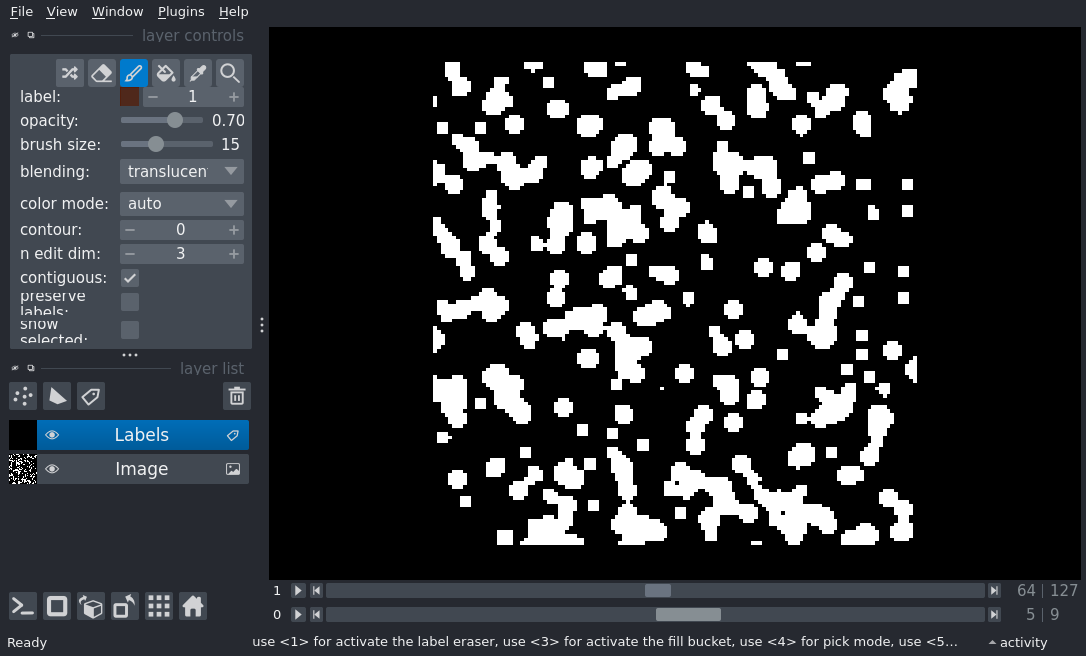 File View Window Plugins Help
layer controls
label: 1
opacity: 0.70
brush size: 15
blending: translucen
color mode: auto
contour: 0
n edit dim: 3
contiguous:
preserve
labels:
show
selected:
layer list
Labels
Image
1 64 | 127
0 5 | 9
Ready use <1> for activate the label eraser, use <3> for activate the fill bucket, use <4> for pick mode, use <5... activity